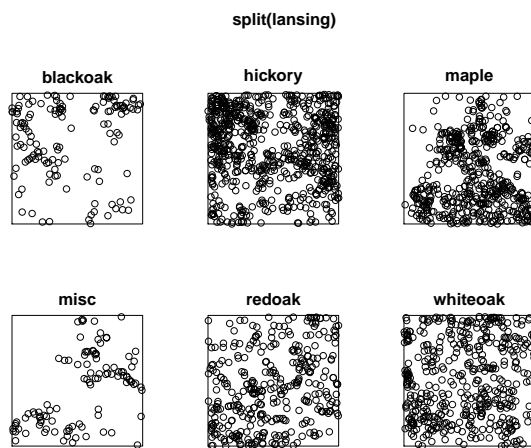 split(lansing)
blackoak
hickory
maple
misc
redoak
whiteoak